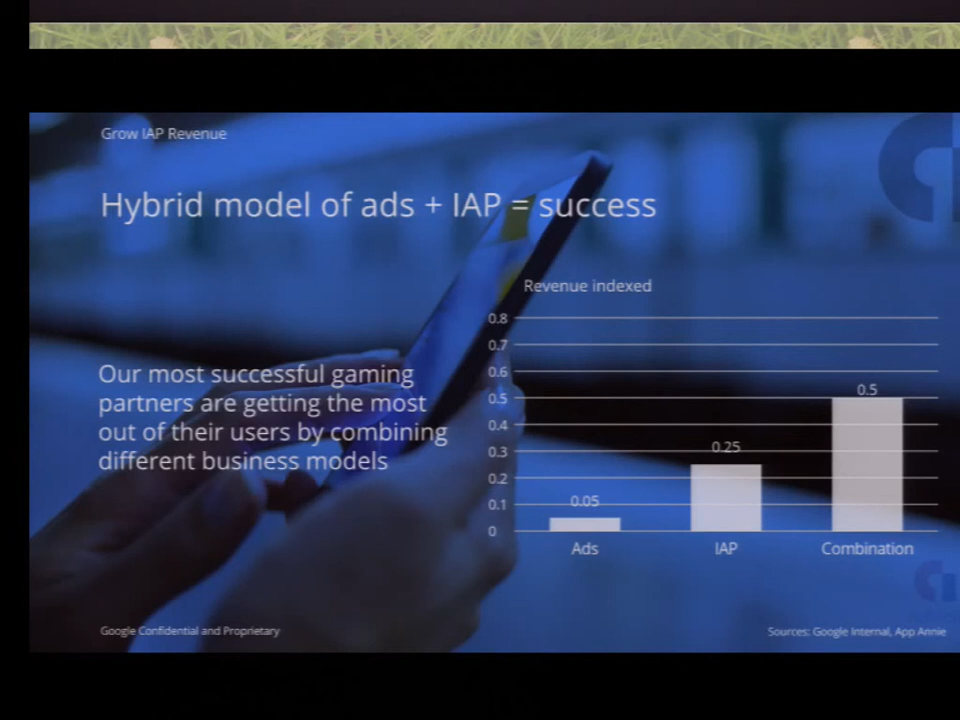 Grow IAP Revenue
Hybrid model of ads + IAP = success
Revenue indexed
0.8
0.7
0.6
0.5
0.4
0.3
0.2
0.1
0
0.05
0.25
0.5
Ads IAP Combination
Our most successful gaming
partners are getting the most
out of their users by combining
different business models
Google Confidential and Proprietary
Sources: Google Internal, App Annie